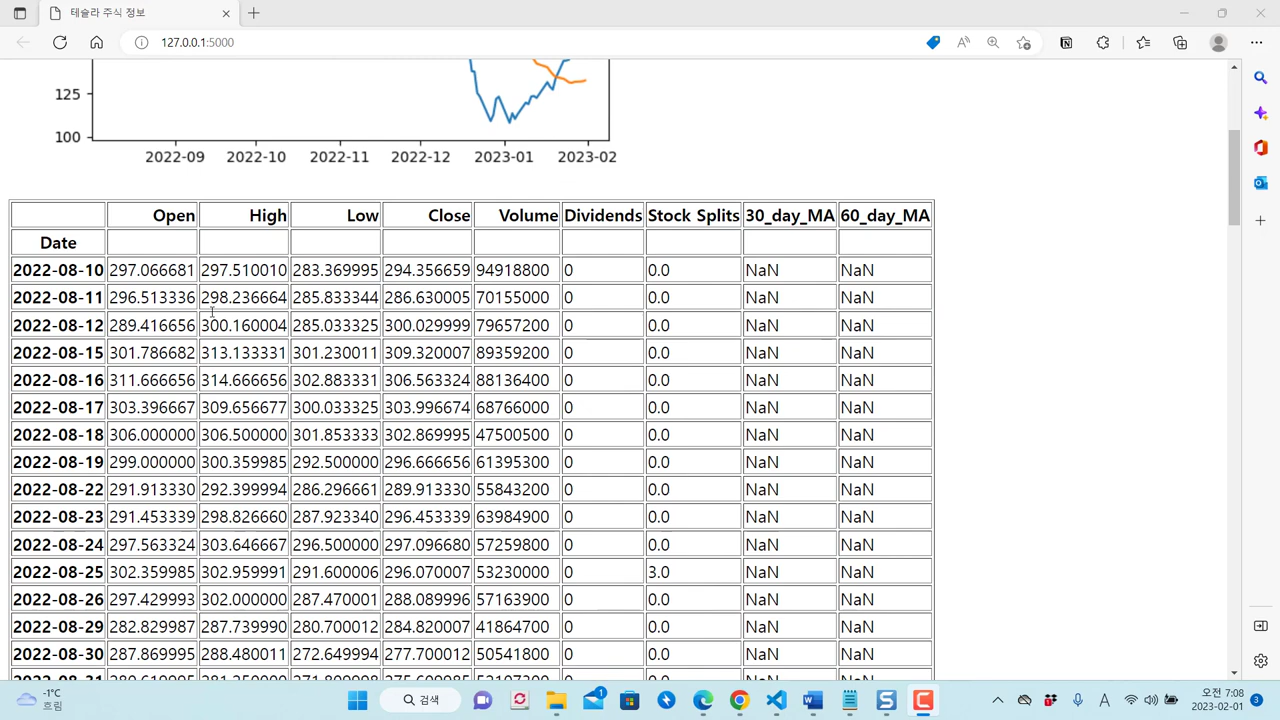 테슬라 주식 정보
127.0.0.1:5000
125
100
2022-09 2022-10 2022-11 2022-12 2023-01 2023-02
Open High Low Close Volume Dividends Stock Splits 30_day_MA 60_day_MA
Date
2022-08-10 297.066681 297.510010 283.369995 294.356659 94918800 0 0.0 NaN NaN
2022-08-11 296.513336 298.236664 285.833344 286.630005 70155000 0 0.0 NaN NaN
2022-08-12 289.416656 300.160004 285.033325 300.029999 79657200 0 0.0 NaN NaN
2022-08-15 301.786682 313.133331 301.230011 309.320007 89359200 0 0.0 NaN NaN
2022-08-16 311.666656 314.666656 302.883331 306.563324 88136400 0 0.0 NaN NaN
2022-08-17 303.396667 309.656677 300.033325 303.996674 68766000 0 0.0 NaN NaN
2022-08-18 306.000000 306.500000 301.853333 302.869995 47500500 0 0.0 NaN NaN
2022-08-19 299.000000 300.359985 292.500000 296.666656 61395300 0 0.0 NaN NaN
2022-08-22 291.913330 292.399994 286.296661 289.913330 55843200 0 0.0 NaN NaN
2022-08-23 291.453339 298.826660 287.923340 296.453339 63984900 0 0.0 NaN NaN
2022-08-24 297.563324 303.646667 296.500000 297.096680 57259800 0 0.0 NaN NaN
2022-08-25 302.359985 302.959991 291.600006 296.070007 53230000 0 3.0 NaN NaN
2022-08-26 297.429993 302.000000 287.470001 288.089996 57163900 0 0.0 NaN NaN
2022-08-29 282.829987 287.739990 280.700012 284.820007 41864700 0 0.0 NaN NaN
2022-08-30 287.869995 288.480011 272.649994 277.700012 50541800 0 0.0 NaN NaN
-1°C
흐림
검색
1
A
오전 7:08
2023-02-01
3